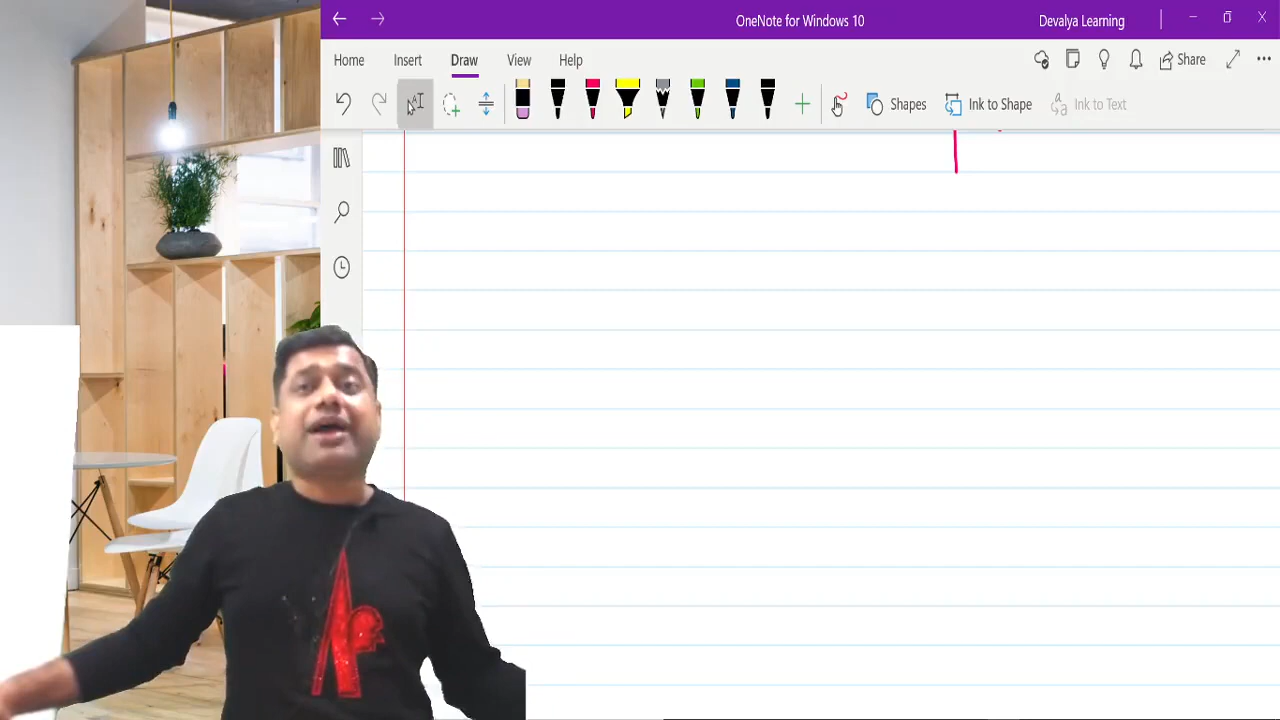 OneNote for Windows 10
Devalya Learning
Home
Insert
Draw
View
Help
Share
Shapes
Ink to Shape
Ink to Text